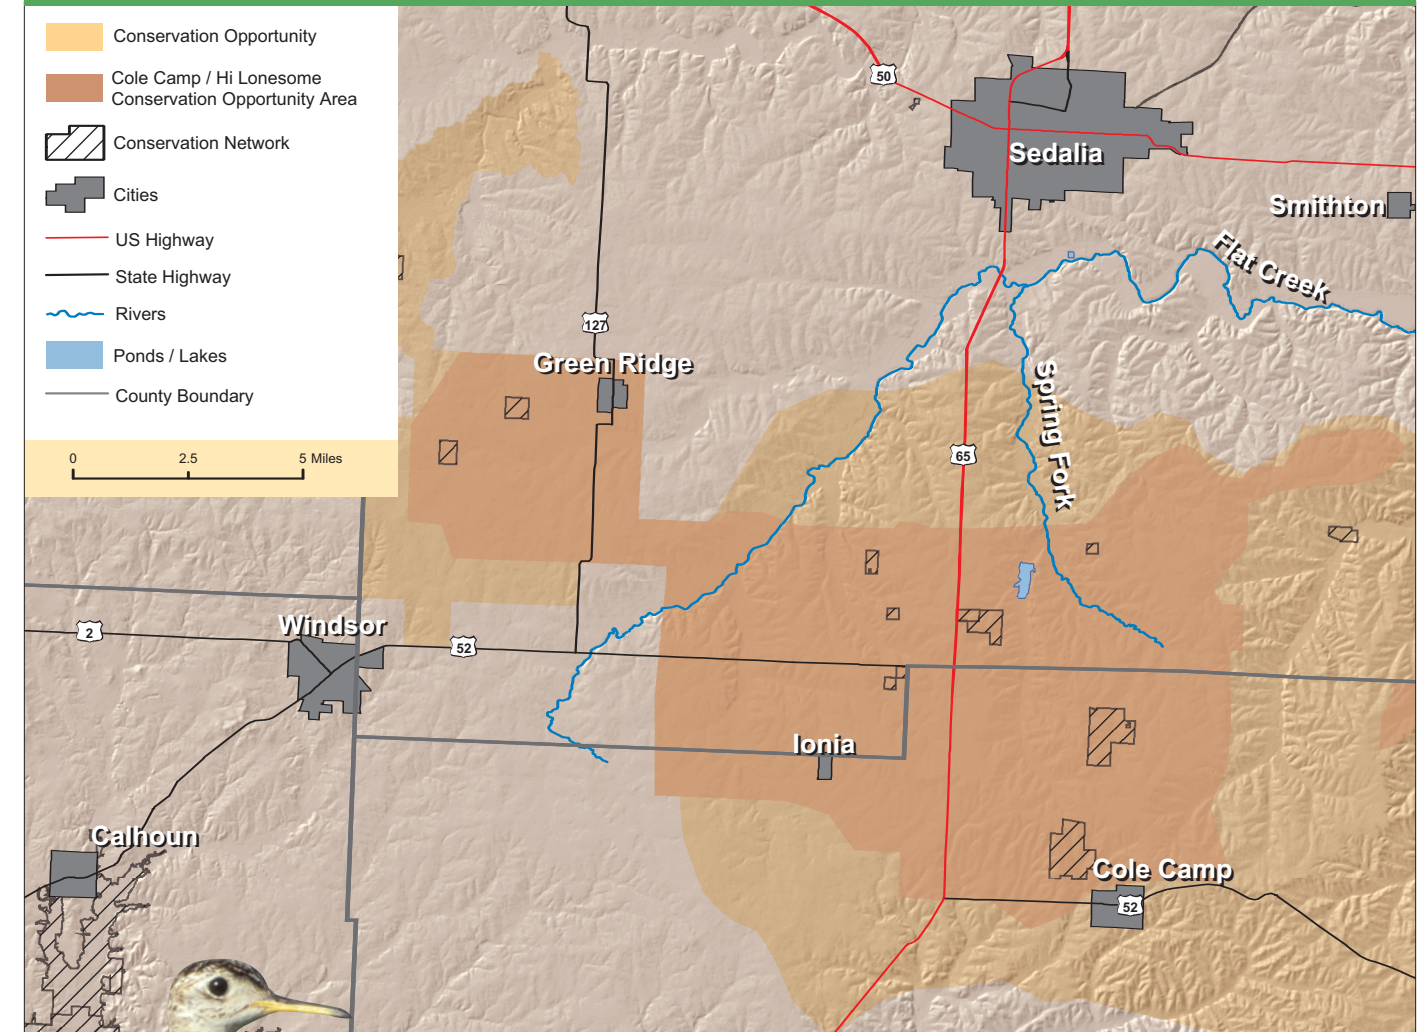 Conservation Opportunity
Cole Camp / Hi Lonesome
Conservation Opportunity Area
Conservation Network
Cities
US Highway
State Highway
Rivers
Ponds / Lakes
County Boundary
0 2.5 5 Miles
50
Sedalia
Smithton
Flat Creek
127
Green Ridge
Spring Fork
65
Windsor
2
52
Ionia
Calhoun
Cole Camp
52